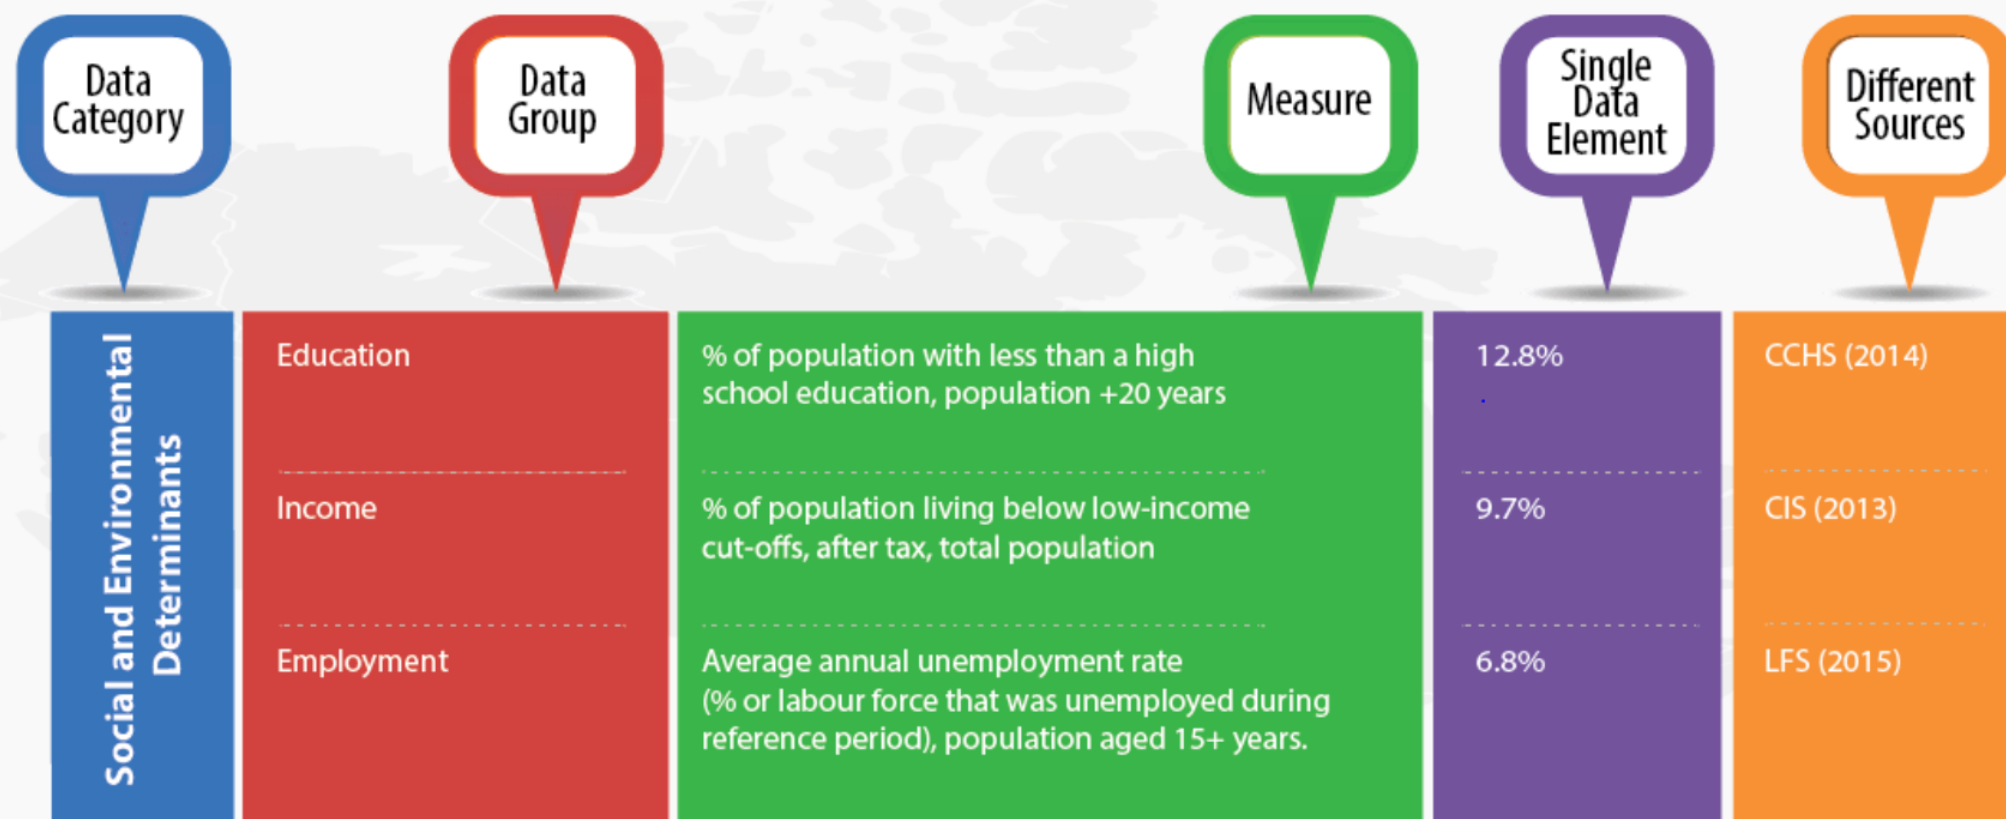 Data
Category
Data
Group
Measure
Single
Data
Element
Different
Sources
Social and Environmental
Determinants
Education
% of population with less than a high
school education, population +20 years
12.8%
CCHS (2014)
Income
% of population living below low-income
cut-offs, after tax, total population
9.7%
CIS (2013)
Employment
Average annual unemployment rate
(% or labour force that was unemployed during
reference period), population aged 15+ years.
6.8%
LFS (2015)